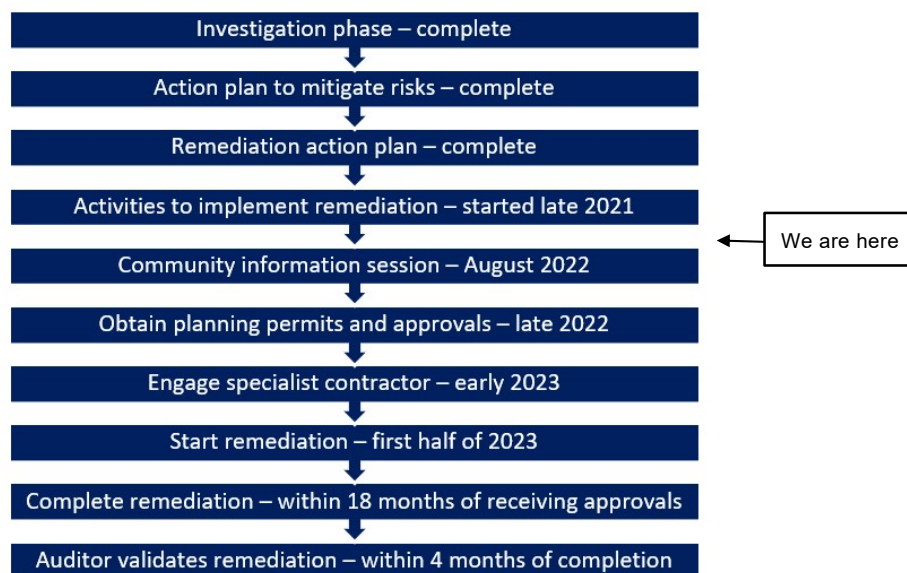 Investigation phase – complete
Action plan to mitigate risks – complete
Remediation action plan – complete
Activities to implement remediation – started late 2021
We are here
Community information session – August 2022
Obtain planning permits and approvals – late 2022
Engage specialist contractor – early 2023
Start remediation – first half of 2023
Complete remediation – within 18 months of receiving approvals
Auditor validates remediation – within 4 months of completion